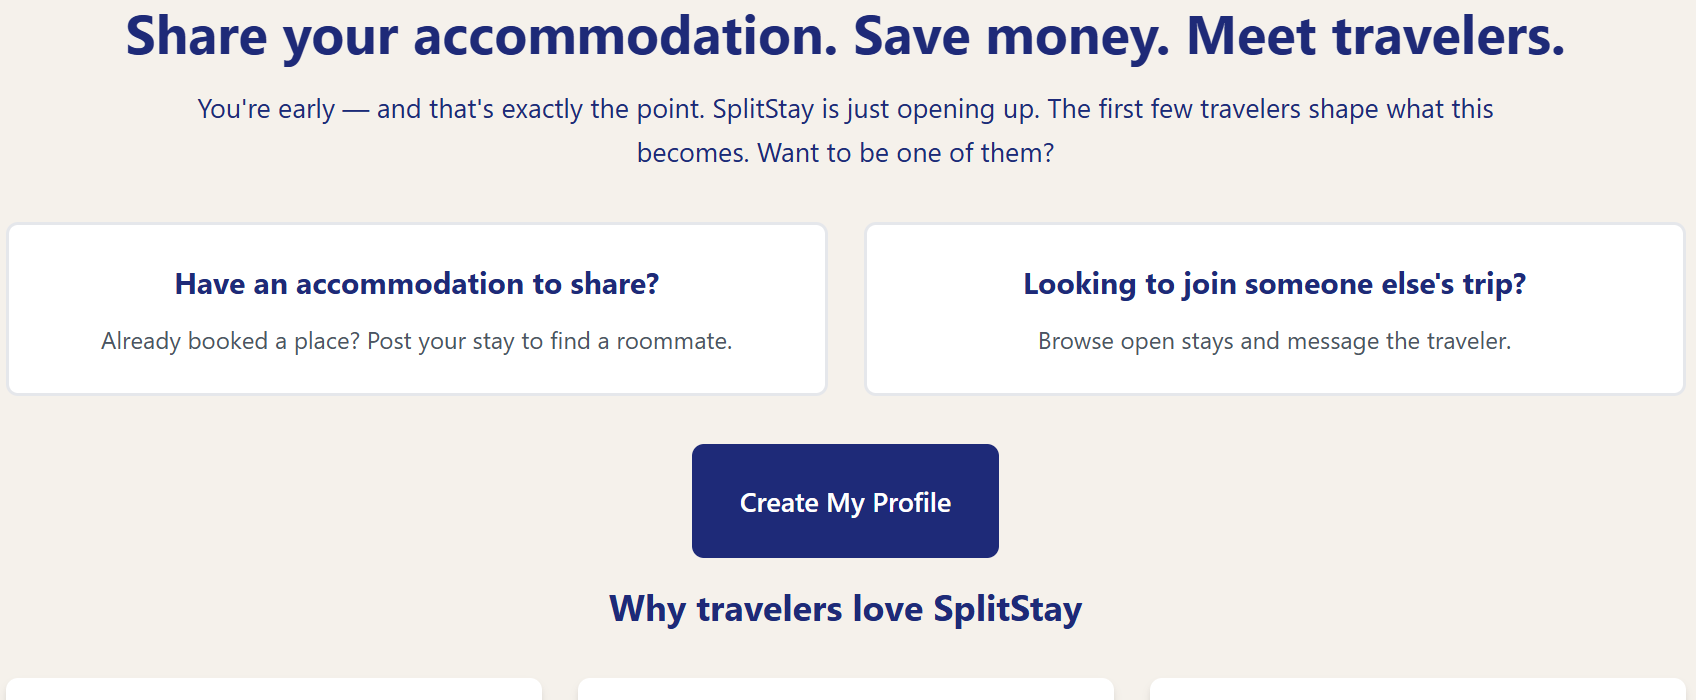 Share your accommodation. Save money. Meet travelers.
You're early — and that's exactly the point. SplitStay is just opening up. The first few travelers shape what this
becomes. Want to be one of them?
Have an accommodation to share?
Already booked a place? Post your stay to find a roommate.
Looking to join someone else's trip?
Browse open stays and message the traveler.
Create My Profile
Why travelers love SplitStay